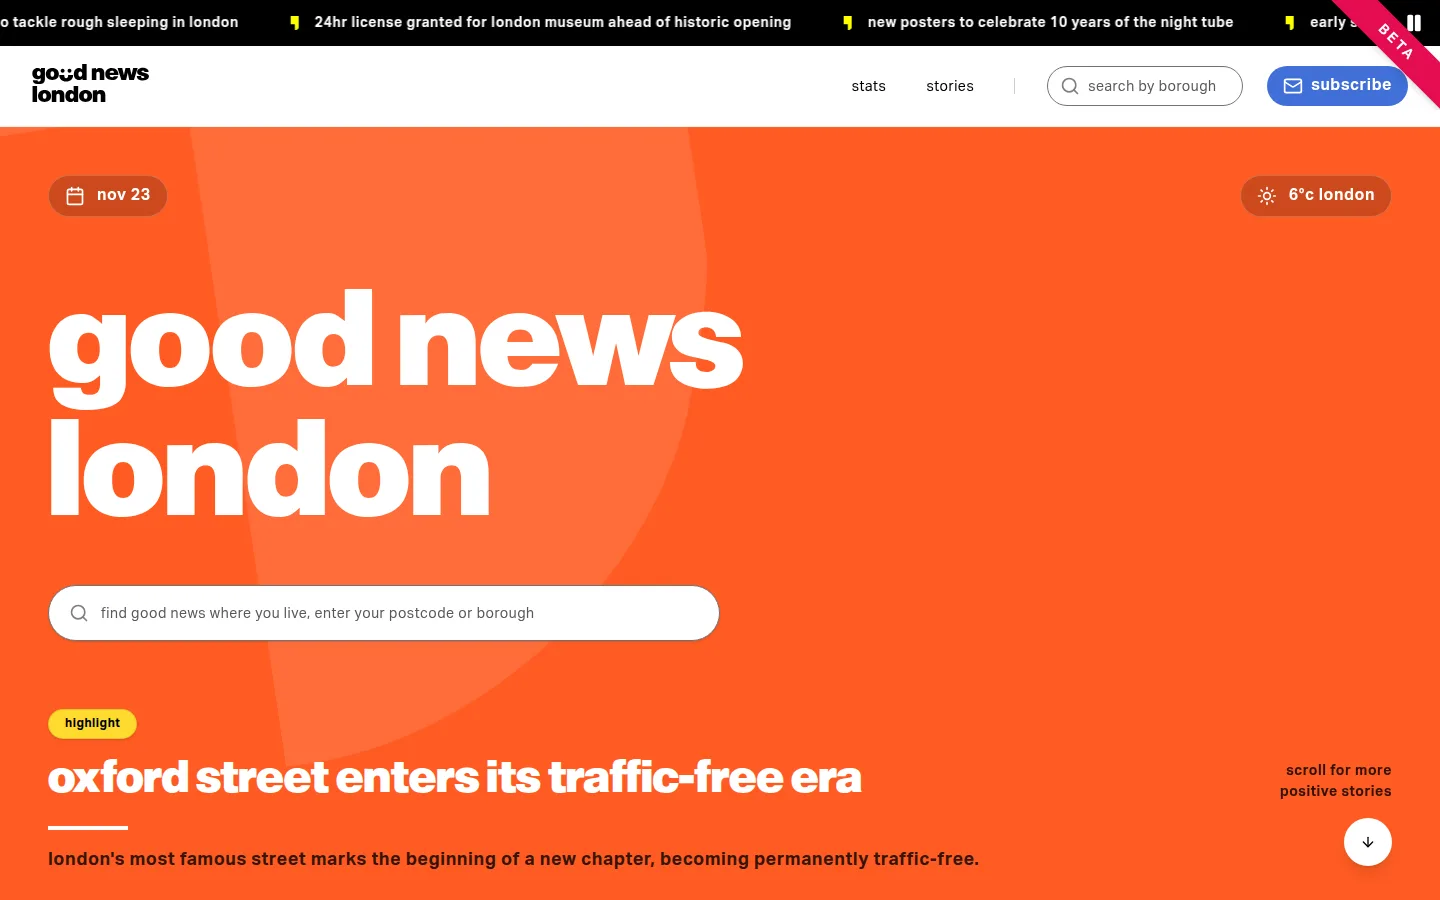 o tackle rough sleeping in london
24hr license granted for london museum ahead of historic opening
new posters to celebrate 10 years of the night tube
early
BETA
good news
london
stats
stories
search by borough
subscribe
nov 23
6°c london
good news
london
find good news where you live, enter your postcode or borough
highlight
oxford street enters its traffic-free era
london's most famous street marks the beginning of a new chapter, becoming permanently traffic-free.
scroll for more
positive stories